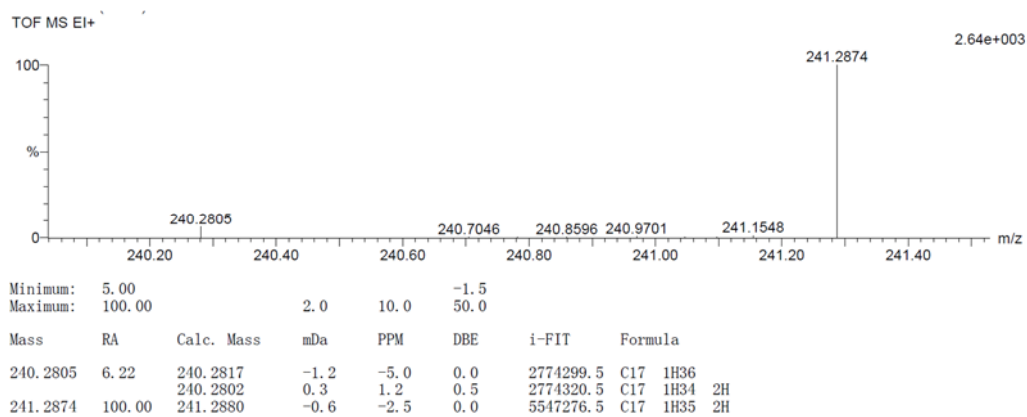 TOF MS EI+
2.64e+003
100
241.2874
%
240.2805
240.7046 240.8596 240.9701 241.1548
0
m/z
240.20 240.40 240.60 240.80 241.00 241.20 241.40
Minimum: 5.00 -1.5
Maximum: 100.00 2.0 10.0 50.0
Mass RA Calc. Mass mDa PPM DBE i-FIT Formula
240.2805 6.22 240.2817 -1.2 -5.0 0.0 2774299.5 C17 1H36
240.2802 0.3 1.2 0.5 2774320.5 C17 1H34 2H
241.2874 100.00 241.2880 -0.6 -2.5 0.0 5547276.5 C17 1H35 2H